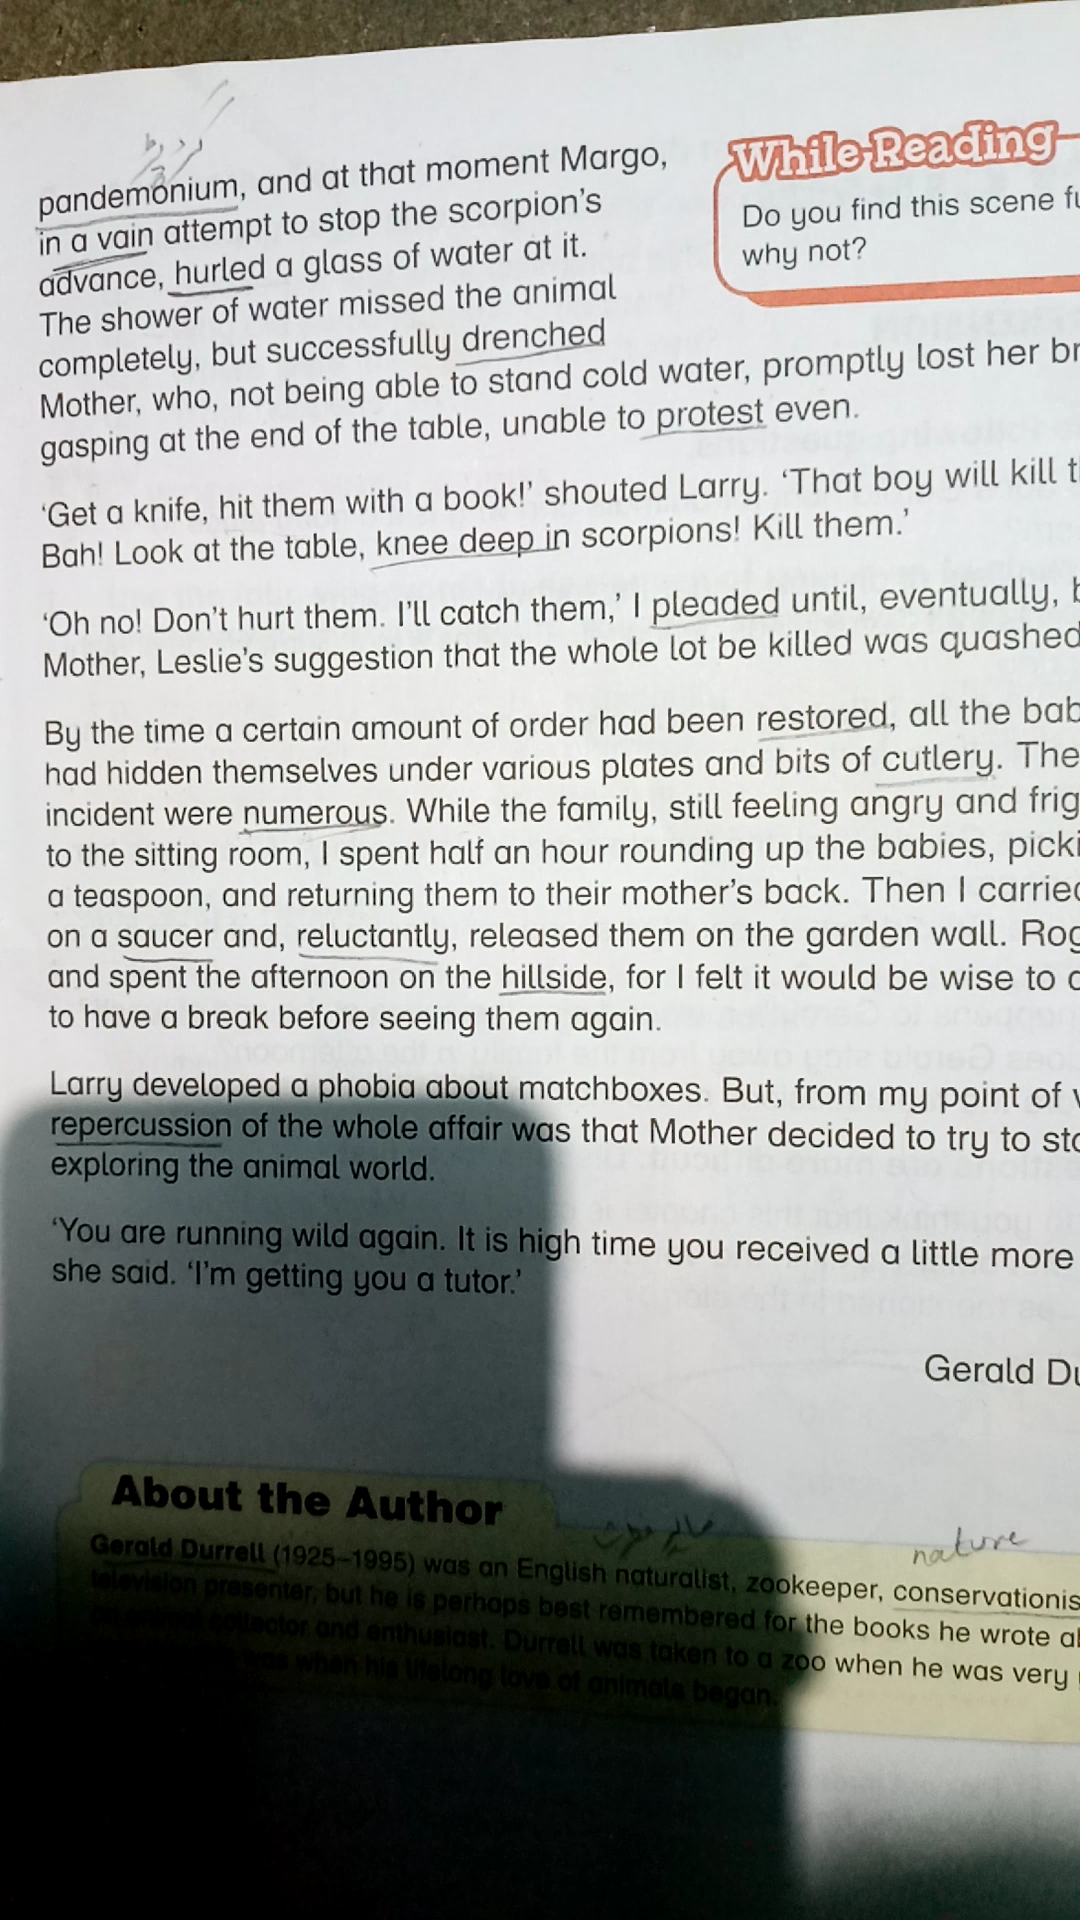 pandemonium, and at that moment Margo,
in a vain attempt to stop the scorpion's
advance, hurled a glass of water at it.
The shower of water missed the animal
completely, but successfully drenched
Mother, who, not being able to stand cold water, promptly lost her br
gasping at the end of the table, unable to protest even.
While-Reading
Do you find this scene fu
why not?
'Get a knife, hit them with a book!' shouted Larry. 'That boy will kill t
Bah! Look at the table, knee deep in scorpions! Kill them.'
'Oh no! Don't hurt them. I'll catch them,' I pleaded until, eventually, b
Mother, Leslie's suggestion that the whole lot be killed was quashed
By the time a certain amount of order had been restored, all the bab
had hidden themselves under various plates and bits of cutlery. The
incident were numerous. While the family, still feeling angry and frig
to the sitting room, I spent half an hour rounding up the babies, picki
a teaspoon, and returning them to their mother's back. Then I carried
on a saucer and, reluctantly, released them on the garden wall. Rog
and spent the afternoon on the hillside, for I felt it would be wise to
to have a break before seeing them again.
Larry developed a phobia about matchboxes. But, from my point of
repercussion of the whole affair was that Mother decided to try to sto
exploring the animal world.
'You are running wild again. It is high time you received a little more
she said. 'I'm getting you a tutor.'
Gerald Du
About the Author
nature
Gerald Durrell (1925–1995) was an English naturalist, zookeeper, conservationis
television presenter, but he is perhaps best remembered for the books he wrote ab
collector and enthusiast. Durrell was taken to a zoo when he was very
was when his lifelong love of animals began.